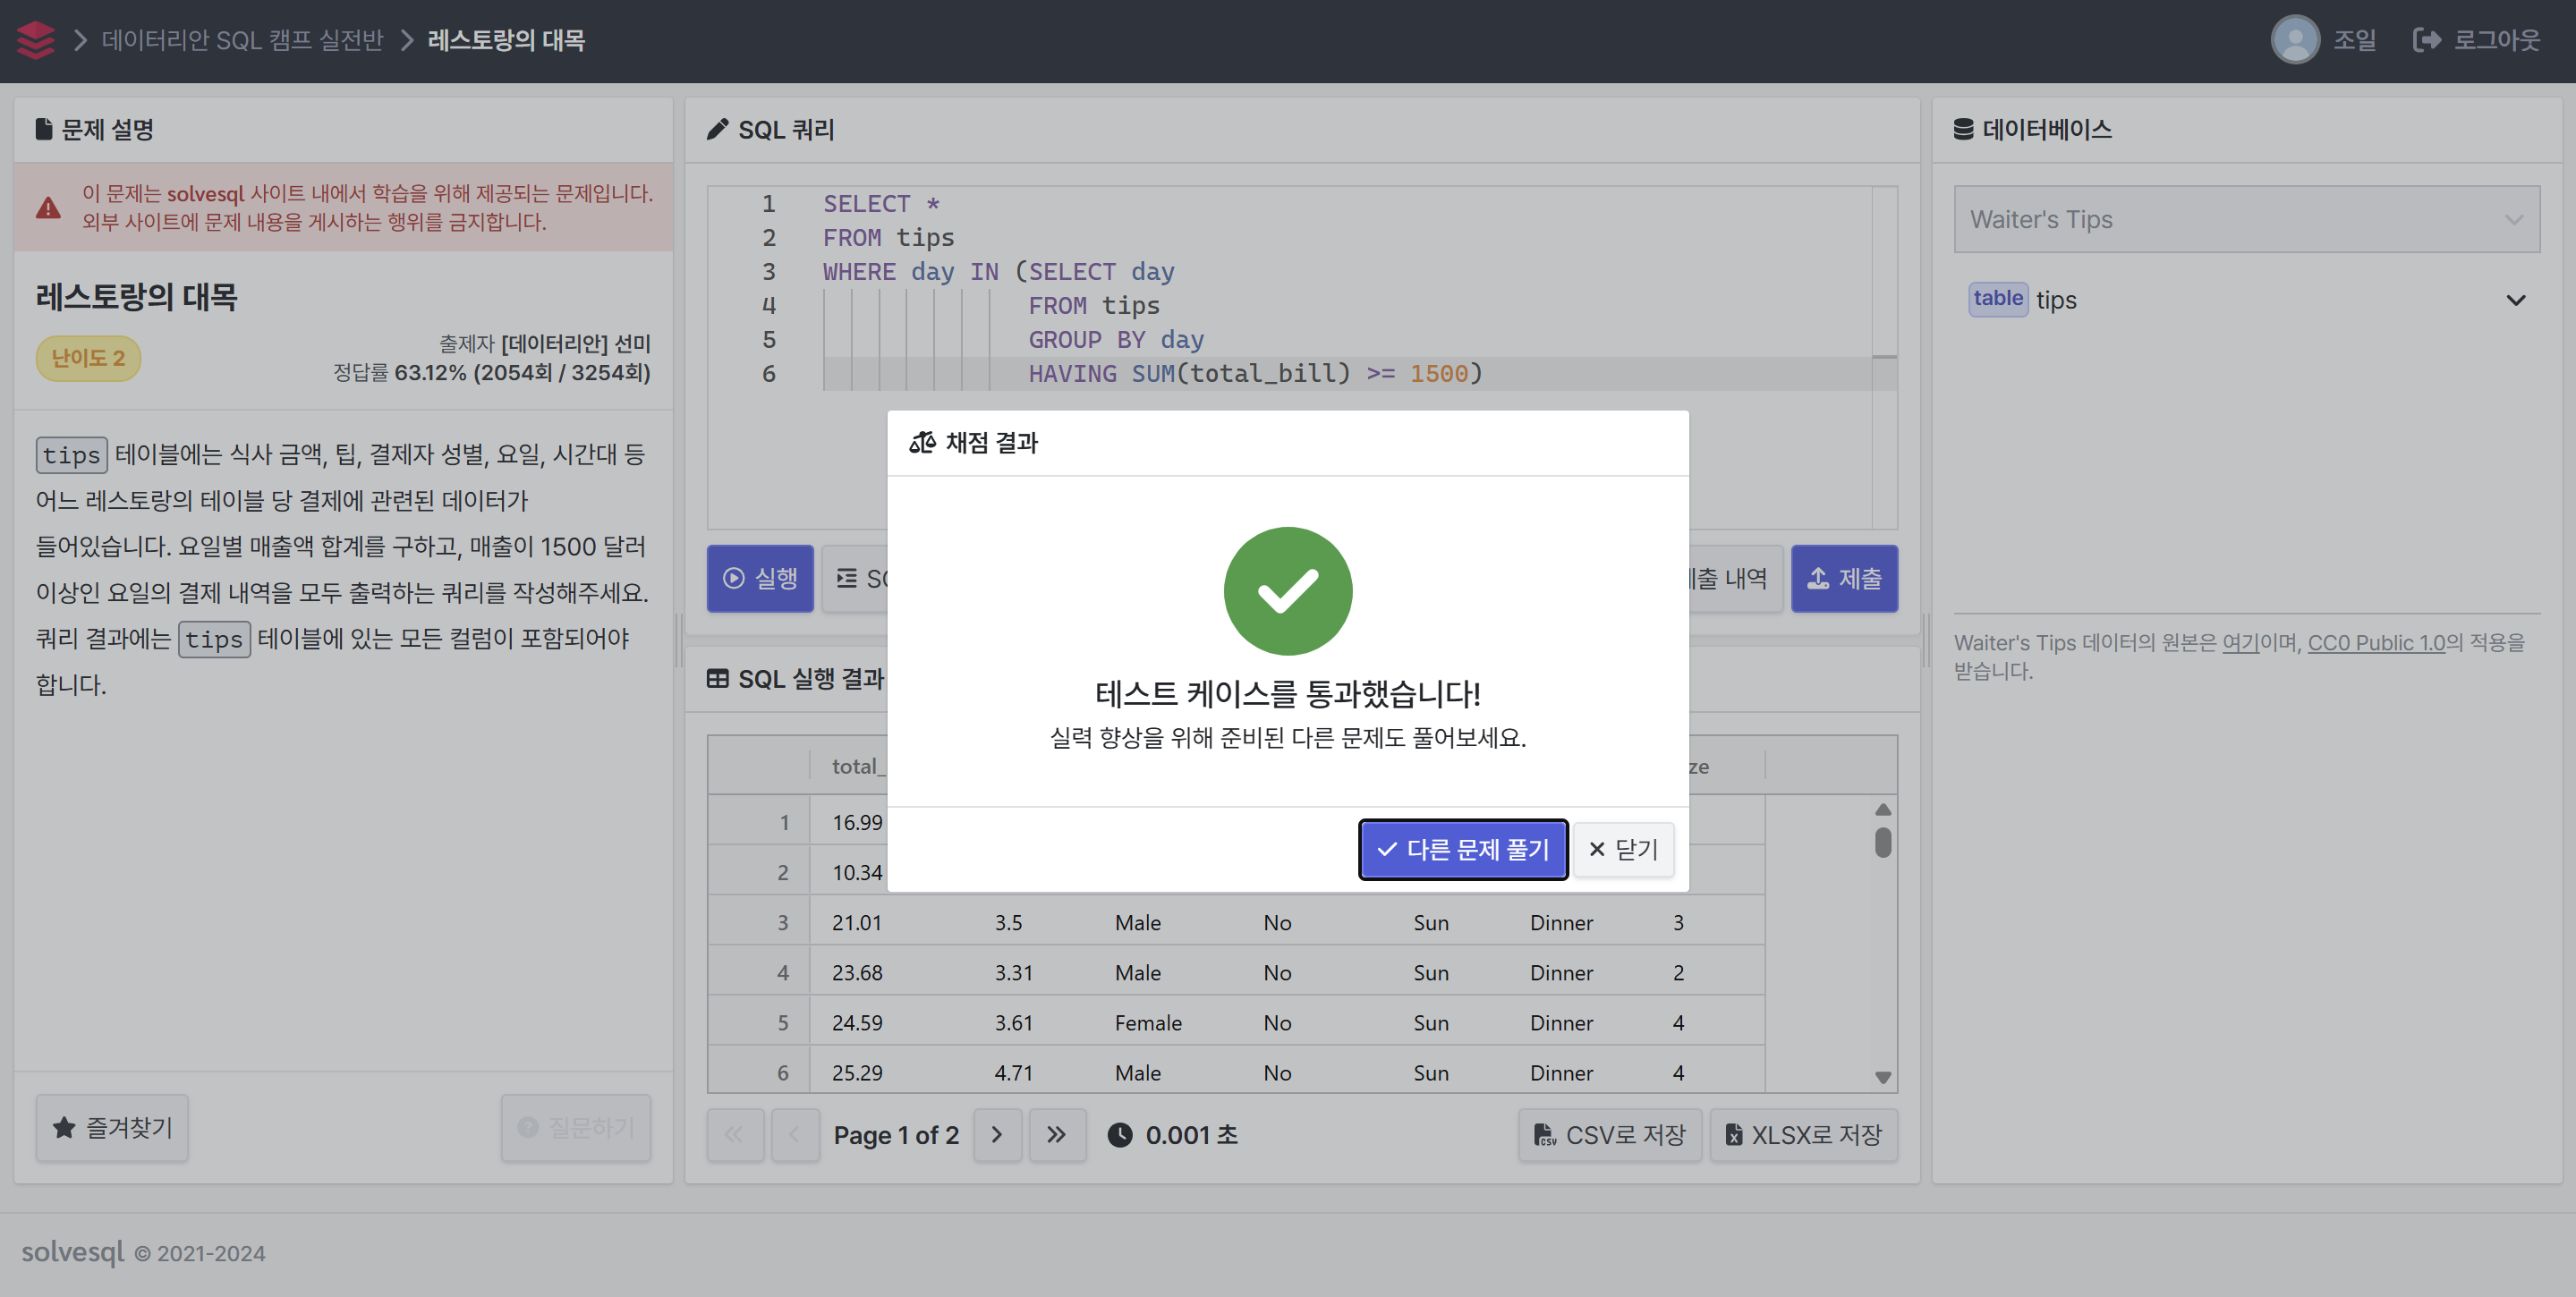 데이터리안 SQL 캠프 실전반
레스토랑의 대목
조일
로그아웃
문제 설명
이 문제는 solvesql 사이트 내에서 학습을 위해 제공되는 문제입니다.
외부 사이트에 문제 내용을 게시하는 행위를 금지합니다.
레스토랑의 대목
난이도 2
출제자 [데이터리안] 선미
정답률 63.12% (2054회 / 3254회)
tips 테이블에는 식사 금액, 팁, 결제자 성별, 요일, 시간대 등
어느 레스토랑의 테이블 당 결제에 관련된 데이터가
들어있습니다. 요일별 매출액 합계를 구하고, 매출이 1500 달러
이상인 요일의 결제 내역을 모두 출력하는 쿼리를 작성해주세요.
쿼리 결과에는 tips 테이블에 있는 모든 컬럼이 포함되어야
합니다.
즐겨찾기
질문하기
SQL 쿼리
1 SELECT *
2 FROM tips
3 WHERE day IN (SELECT day
4 FROM tips
5 GROUP BY day
6 HAVING SUM(total_bill) >= 1500)
실행
제출 내역
제출
채점 결과
테스트 케이스를 통과했습니다!
실력 향상을 위해 준비된 다른 문제도 풀어보세요.
다른 문제 풀기
닫기
SQL 실행 결과
total_ ze
1 16.99
2 10.34
3 21.01 3.5 Male No Sun Dinner 3
4 23.68 3.31 Male No Sun Dinner 2
5 24.59 3.61 Female No Sun Dinner 4
6 25.29 4.71 Male No Sun Dinner 4
Page 1 of 2
0.001 초
CSV로 저장
XLSX로 저장
데이터베이스
Waiter's Tips
table tips
Waiter's Tips 데이터의 원본은 여기이며, CC0 Public 1.0의 적용을
받습니다.
solvesql © 2021-2024